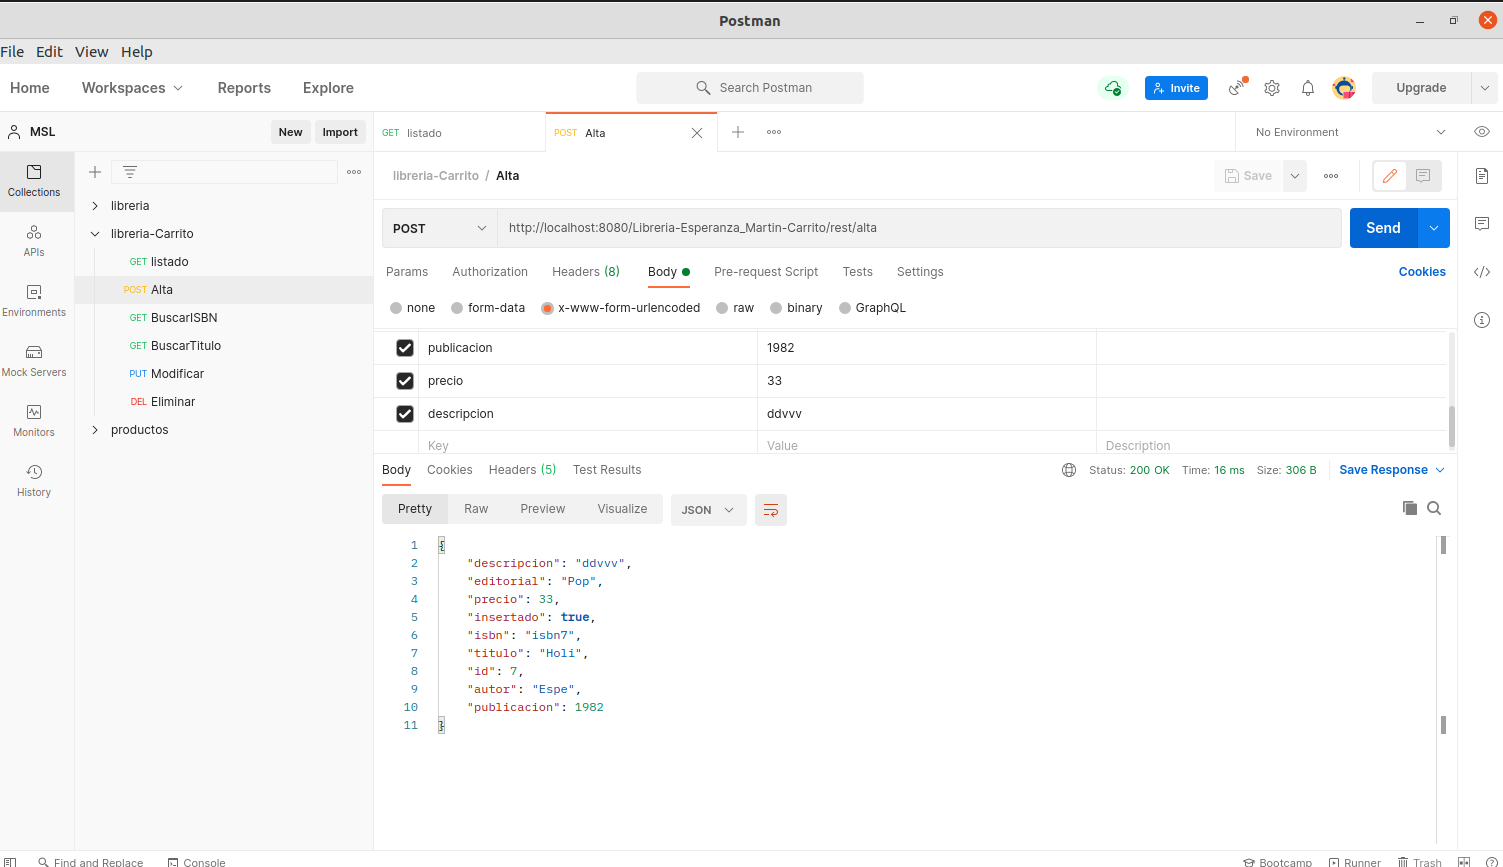 Postman
File Edit View Help
Home Workspaces Reports Explore Search Postman Invite Upgrade
MSL New Import GET listado POST Alta No Environment
Collections
APIs
Environments
Mock Servers
Monitors
History
libreria
libreria-Carrito
GET listado
POST Alta
GET BuscarISBN
GET BuscarTitulo
PUT Modificar
DEL Eliminar
productos
libreria-Carrito / Alta Save
POST http://localhost:8080/Libreria-Esperanza_Martin-Carrito/rest/alta Send
Params Authorization Headers (8) Body Pre-request Script Tests Settings Cookies
none form-data x-www-form-urlencoded raw binary GraphQL
publicacion 1982
precio 33
descripcion ddvvv
Key Value Description
Body Cookies Headers (5) Test Results Status: 200 OK Time: 16 ms Size: 306 B Save Response
Pretty Raw Preview Visualize JSON
1 {
2 "descripcion": "ddvvv",
3 "editorial": "Pop",
4 "precio": 33,
5 "insertado": true,
6 "isbn": "isbn7",
7 "titulo": "Holi",
8 "id": 7,
9 "autor": "Espe",
10 "publicacion": 1982
11 }
Find and Replace Console Bootcamp Runner Trash